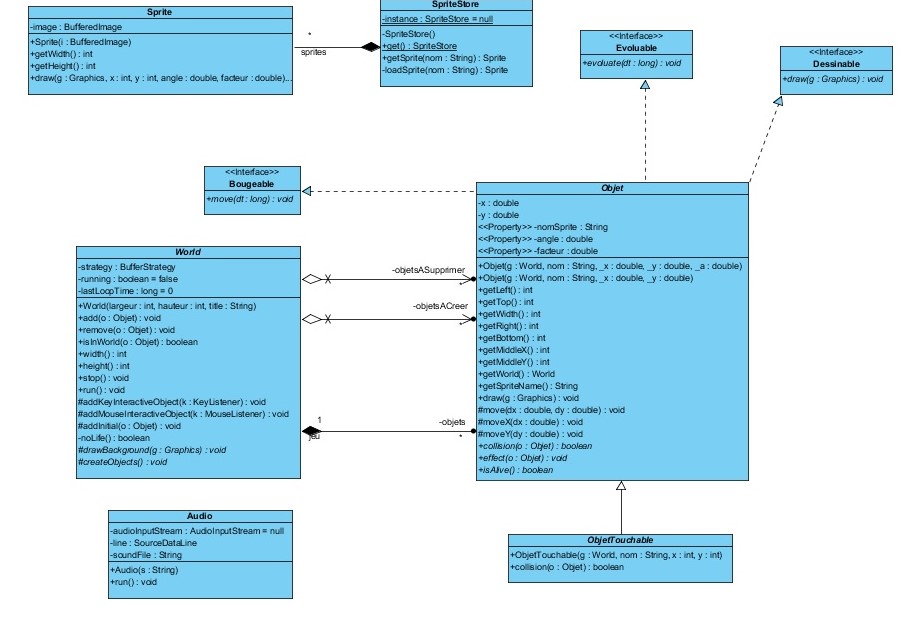 Sprite
-image : BufferedImage
+Sprite(i : BufferedImage)
+getWidth() : int
+getHeight() : int
+draw(g : Graphics, x : int, y : int, angle : double, facteur : double)...
*
sprites
SpriteStore
-instance : SpriteStore = null
-SpriteStore()
+get() : SpriteStore
+getSprite(nom : String) : Sprite
-loadSprite(nom : String) : Sprite
<<Interface>>
Evoluable
+evoluate(dt : long) : void
<<Interface>>
Dessinable
+draw(g : Graphics) : void
<<Interface>>
Bougeable
+move(dt : long) : void
Objet
-x : double
-y : double
<<Property>> -nomSprite : String
<<Property>> -angle : double
<<Property>> -facteur : double
+Objet(g : World, nom : String, _x : double, _y : double, _a : double)
+Objet(g : World, nom : String, _x : double, _y : double)
+getLeft() : int
+getTop() : int
+getWidth() : int
+getRight() : int
+getBottom() : int
+getMiddleX() : int
+getMiddleY() : int
+getWorld() : World
+getSpriteName() : String
+draw(g : Graphics) : void
#move(dx : double, dy : double) : void
#moveX(dx : double) : void
#moveY(dy : double) : void
+collision(o : Objet) : boolean
+effect(o : Objet) : void
+isAlive() : boolean
World
-strategy : BufferStrategy
-running : boolean = false
-lastLoopTime : long = 0
+World(largeur : int, hauteur : int, title : String)
+add(o : Objet) : void
+remove(o : Objet) : void
+isInWorld(o : Objet) : boolean
+width() : int
+height() : int
+stop() : void
+run() : void
#addKeyInteractiveObject(k : KeyListener) : void
#addMouseInteractiveObject(k : MouseListener) : void
#addInitial(o : Objet) : void
-noLife() : boolean
#drawBackground(g : Graphics) : void
#createObjects() : void
-objetsASupprimer
*
-objetsACreer
*
1
jeu
-objets
*
Audio
-audioInputStream : AudioInputStream = null
-line : SourceDataLine
-soundFile : String
+Audio(s : String)
+run() : void
ObjetTouchable
+ObjetTouchable(g : World, nom : String, x : int, y : int)
+collision(o : Objet) : boolean